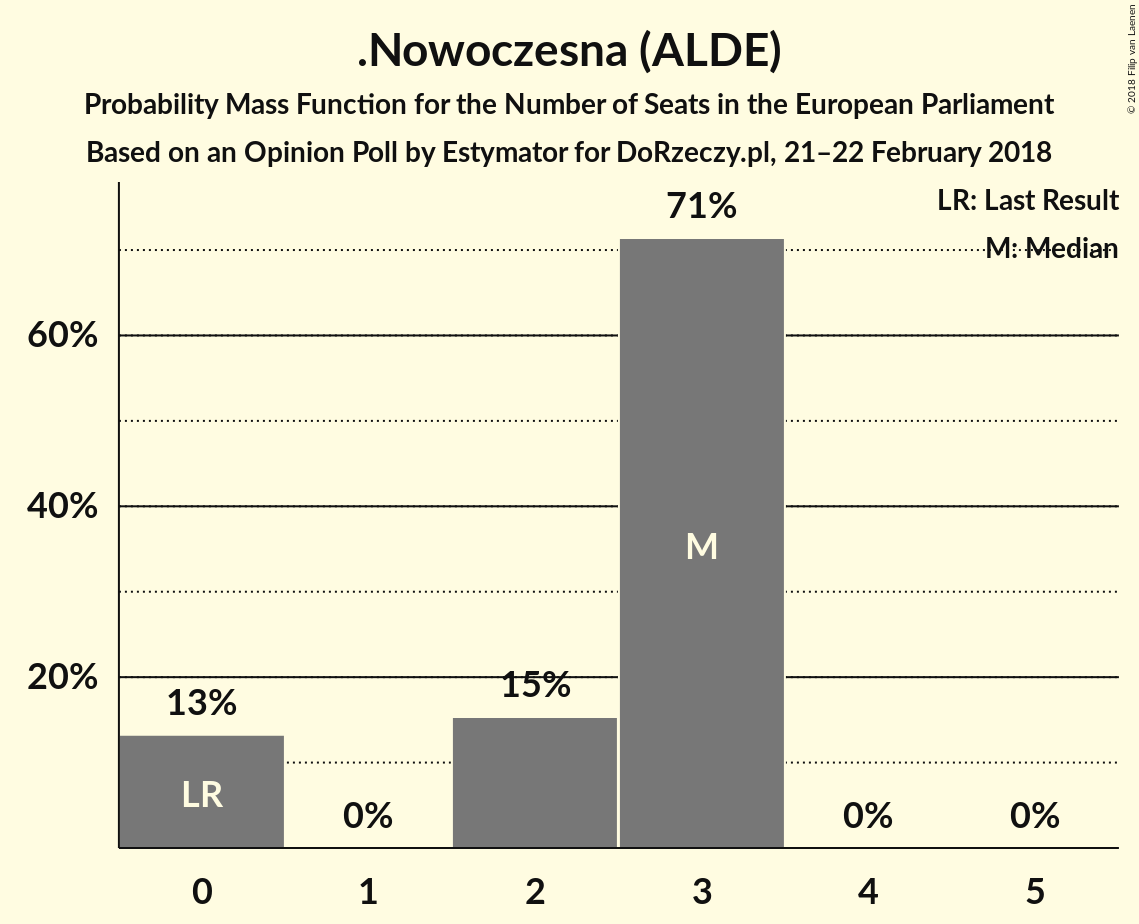 .Nowoczesna (ALDE)
Probability Mass Function for the Number of Seats in the European Parliament
Based on an Opinion Poll by Estymator for DoRzeczy.pl, 21–22 February 2018
© 2018 Filip van Laenen
LR: Last Result
M: Median
71%
60%
40%
M
20%
15%
13%
LR
0%
0%
0%
0
1
2
3
4
5